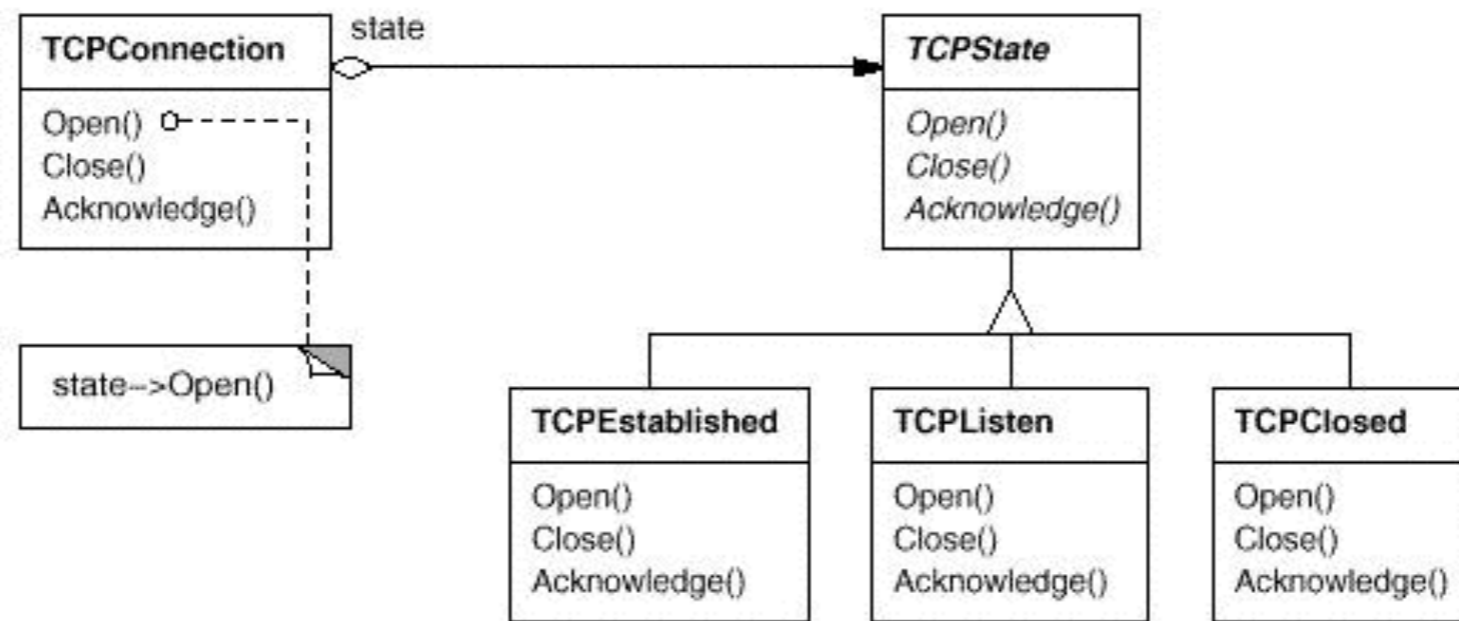 state
TCPConnection
Open()
Close()
Acknowledge()
state->Open()
TCPState
Open()
Close()
Acknowledge()
TCPEstablished
Open()
Close()
Acknowledge()
TCPListen
Open()
Close()
Acknowledge()
TCPClosed
Open()
Close()
Acknowledge()